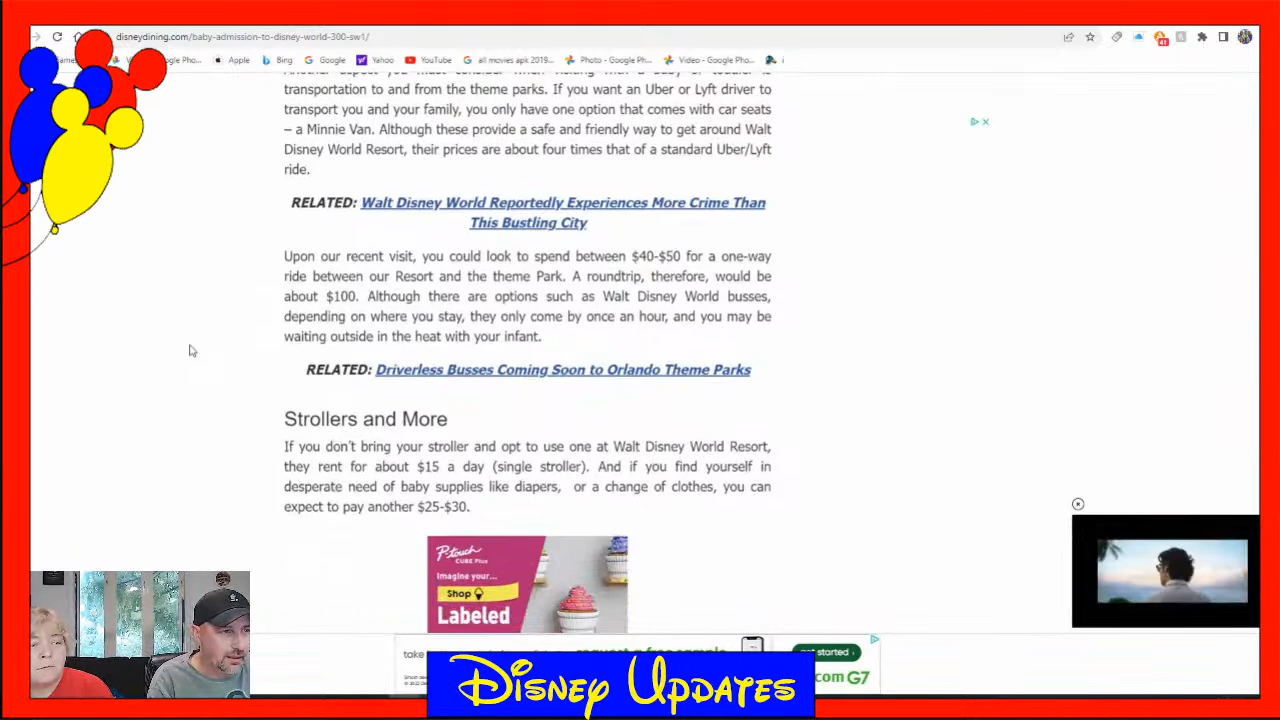 disneydining.com/baby-admission-to-disney-world-300-sw1/
Apple
Bing
Google
Yahoo
YouTube
all movies apk 2019...
Photo - Google Ph...
Video - Google Pho...
transportation to and from the theme parks. If you want an Uber or Lyft driver to
transport you and your family, you only have one option that comes with car seats
– a Minnie Van. Although these provide a safe and friendly way to get around Walt
Disney World Resort, their prices are about four times that of a standard Uber/Lyft
ride.
RELATED: Walt Disney World Reportedly Experiences More Crime Than
This Bustling City
Upon our recent visit, you could look to spend between $40-$50 for a one-way
ride between our Resort and the theme Park. A roundtrip, therefore, would be
about $100. Although there are options such as Walt Disney World busses,
depending on where you stay, they only come by once an hour, and you may be
waiting outside in the heat with your infant.
RELATED: Driverless Busses Coming Soon to Orlando Theme Parks
Strollers and More
If you don't bring your stroller and opt to use one at Walt Disney World Resort,
they rent for about $15 a day (single stroller). And if you find yourself in
desperate need of baby supplies like diapers, or a change of clothes, you can
expect to pay another $25-$30.
P-touch
CUBE Plus
Imagine your...
Shop
Labeled
take
get started ›
.com G7
Disney Updates